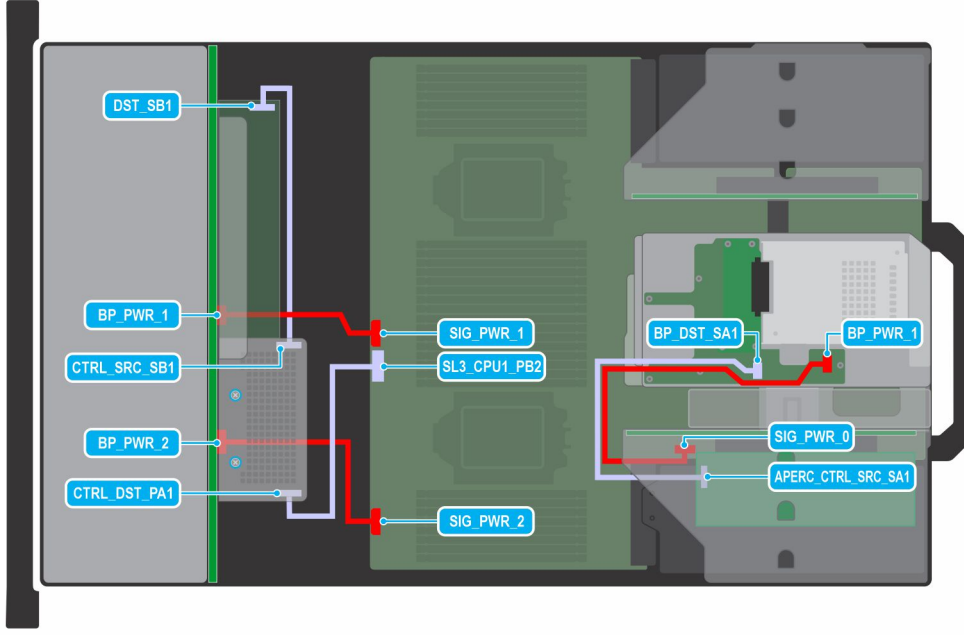 DST_SB1
BP_PWR_1
CTRL_SRC_SB1
BP_PWR_2
CTRL_DST_PA1
SIG_PWR_1
SL3_CPU1_PB2
SIG_PWR_2
BP_DST_SA1
BP_PWR_1
SIG_PWR_0
APERC_CTRL_SRC_SA1